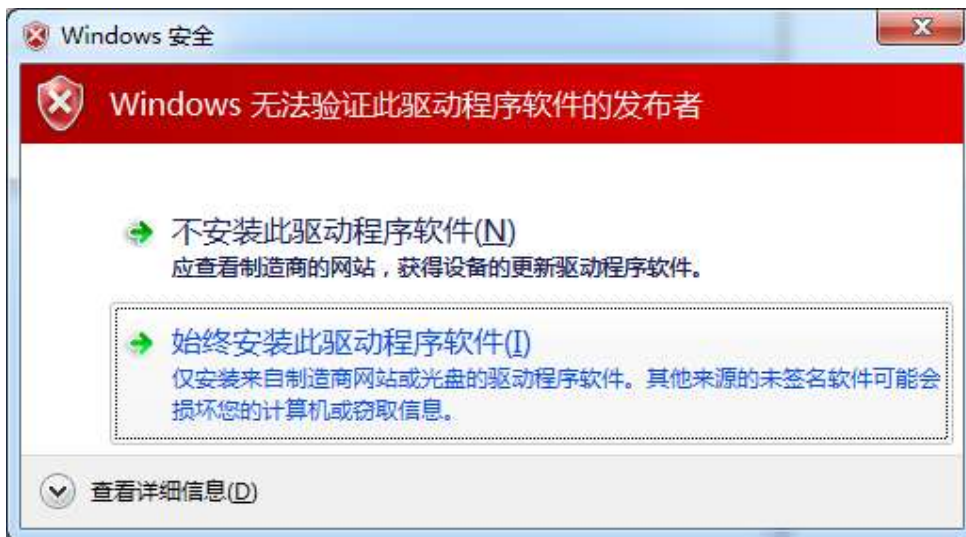 Windows 安全
Windows 无法验证此驱动程序软件的发布者
不安装此驱动程序软件(N)
应查看制造商的网站，获得设备的更新驱动程序软件。
始终安装此驱动程序软件(I)
仅安装来自制造商网站或光盘的驱动程序软件。其他来源的未签名软件可能会
损坏您的计算机或窃取信息。
查看详细信息(D)